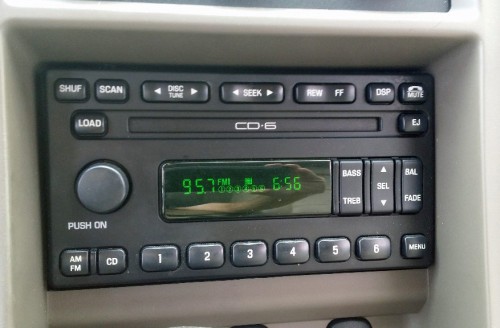 SHUF SCAN ◄ DISC TUNE ► ◄ SEEK ► REW FF DSP MUTE
LOAD CD·6 EJ
95.7 FM1 6:56
BASS TREB ▲ SEL ▼ BAL FADE
PUSH ON
AM FM CD 1 2 3 4 5 6 MENU